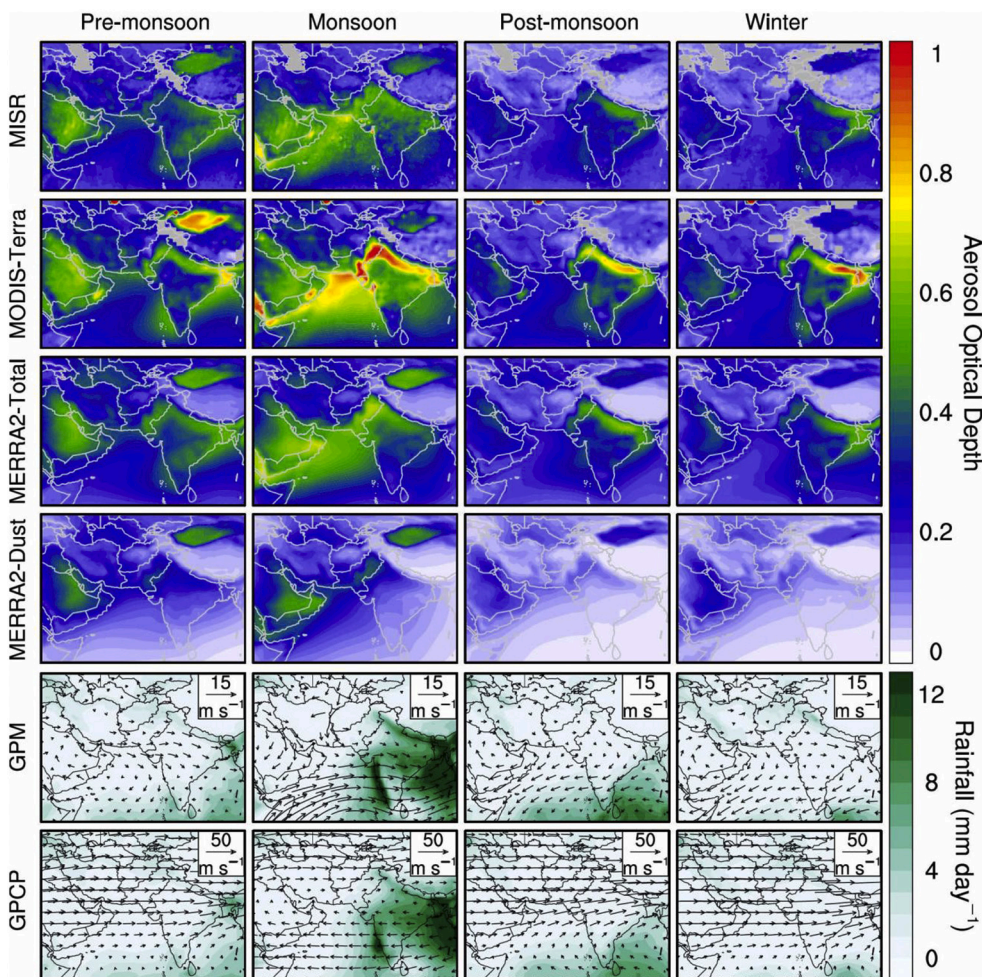 Pre-monsoon
Monsoon
Post-monsoon
Winter
MISR
MODIS-Terra
MERRA2-Total
MERRA2-Dust
GPM
GPCP
1
0.8
0.6
0.4
0.2
0
Aerosol Optical Depth
15
m s⁻¹
15
m s⁻¹
15
m s⁻¹
15
m s⁻¹
50
m s⁻¹
50
m s⁻¹
50
m s⁻¹
50
m s⁻¹
12
8
4
0
Rainfall (mm day⁻¹)